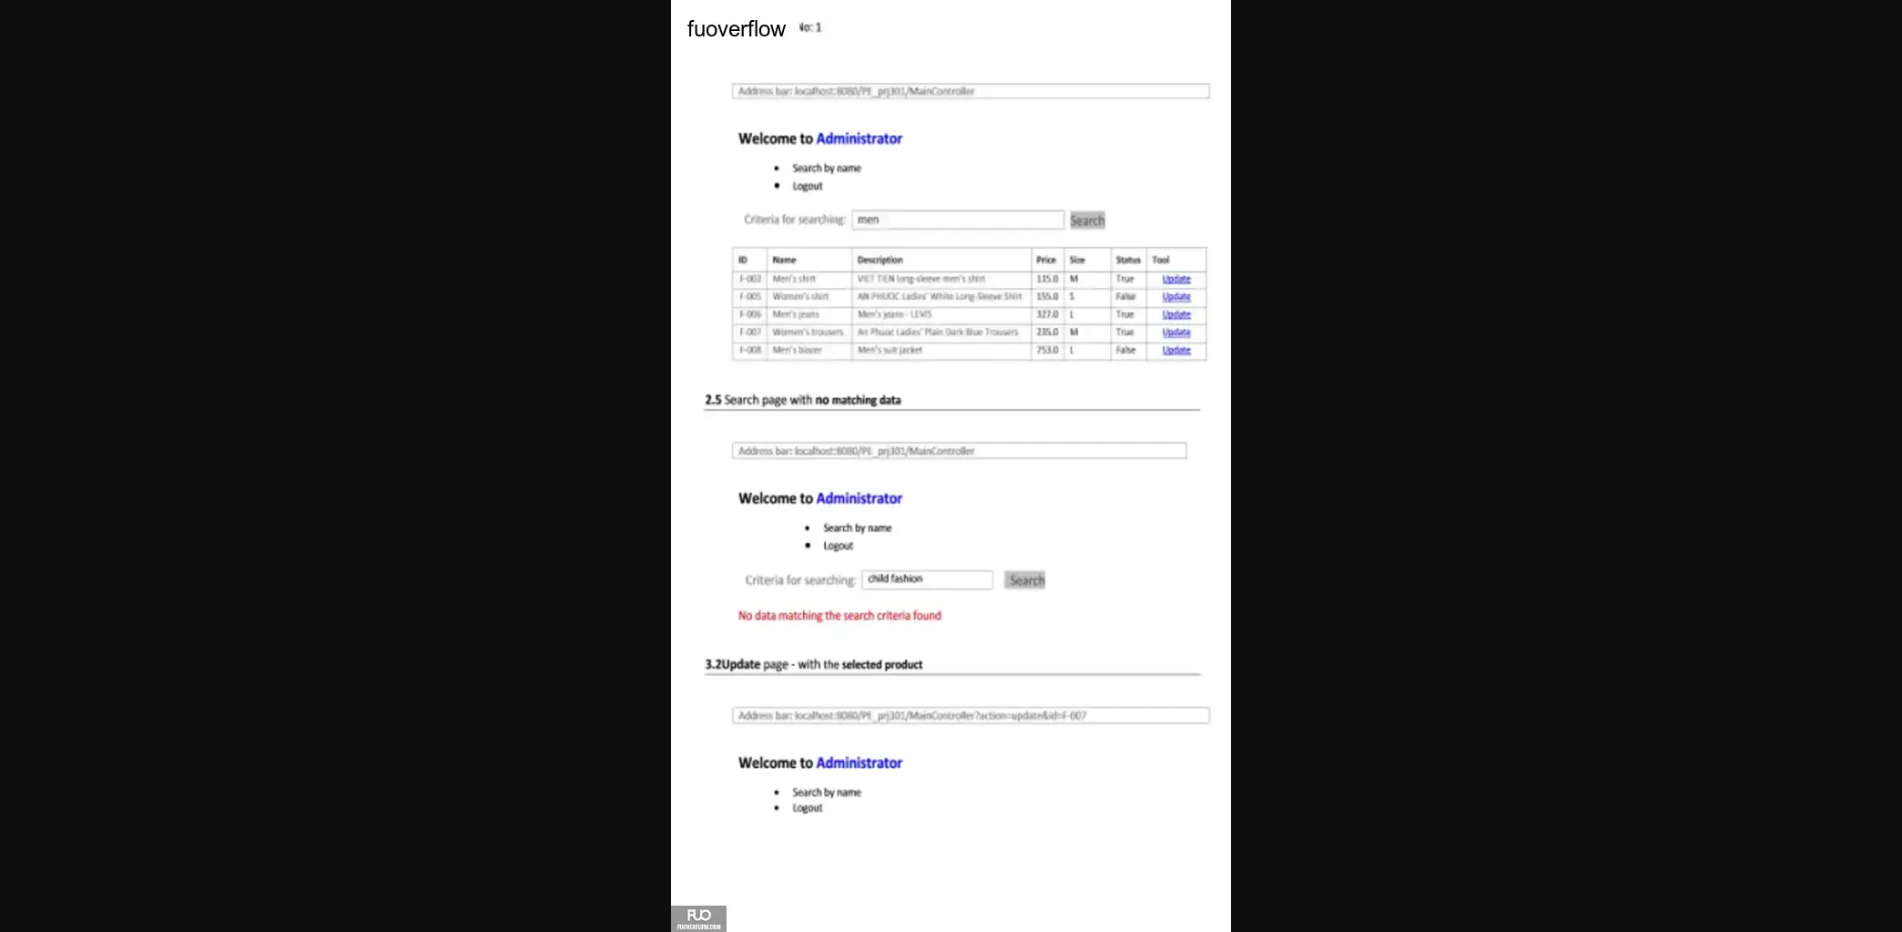 fuoverflow No: 1
Address bar: localhost:8080/PE_prj301/MainController
Welcome to Administrator
• Search by name
• Logout
Criteria for searching: men Search
ID Name Description Price Size Status Tool
F-002 Men's shirt VIET TIEN long-sleeve men's shirt 115.0 M True Update
F-005 Women's shirt AN PHUOC Ladies' White Long-Sleeve Shirt 155.0 S False Update
F-006 Men's jeans Men's jeans - LEVIS 327.0 L True Update
F-007 Women's trousers An Phuoc Ladies' Plain Dark Blue Trousers 235.0 M True Update
F-008 Men's blazer Men's suit jacket 753.0 L False Update
2.5 Search page with no matching data
Address bar: localhost:8080/PE_prj301/MainController
Welcome to Administrator
• Search by name
• Logout
Criteria for searching: child fashion Search
No data matching the search criteria found
3.2Update page - with the selected product
Address bar: localhost:8080/PE_prj301/MainController?action=update&id=F-007
Welcome to Administrator
• Search by name
• Logout
FUO
FUOVERFLOW.COM